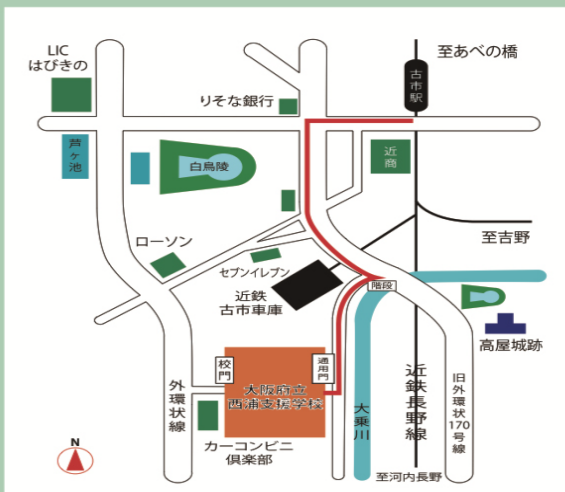 LIC
はびきの
至あべの橋
古市駅
りそな銀行
芦ヶ池
白鳥陵
近商
至吉野
ローソン
セブンイレブン
近鉄
古市車庫
階段
高屋城跡
校門
通用門
大阪府立
西浦支援学校
外環状線
カーコンビニ
倶楽部
大乗川
近鉄長野線
旧外環状170号線
至河内長野
N